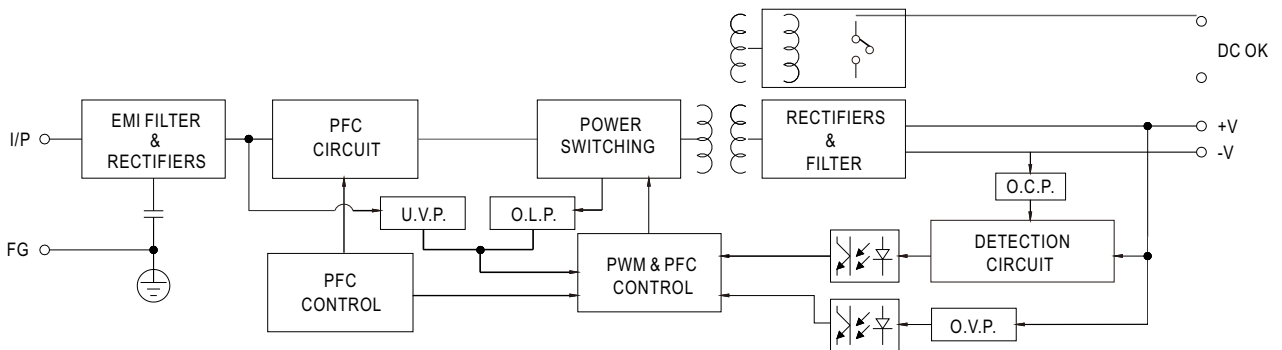 DC OK
I/P
EMI FILTER
&
RECTIFIERS
PFC
CIRCUIT
POWER
SWITCHING
RECTIFIERS
&
FILTER
+V
-V
O.C.P.
U.V.P.
O.L.P.
FG
PFC
CONTROL
PWM & PFC
CONTROL
DETECTION
CIRCUIT
O.V.P.